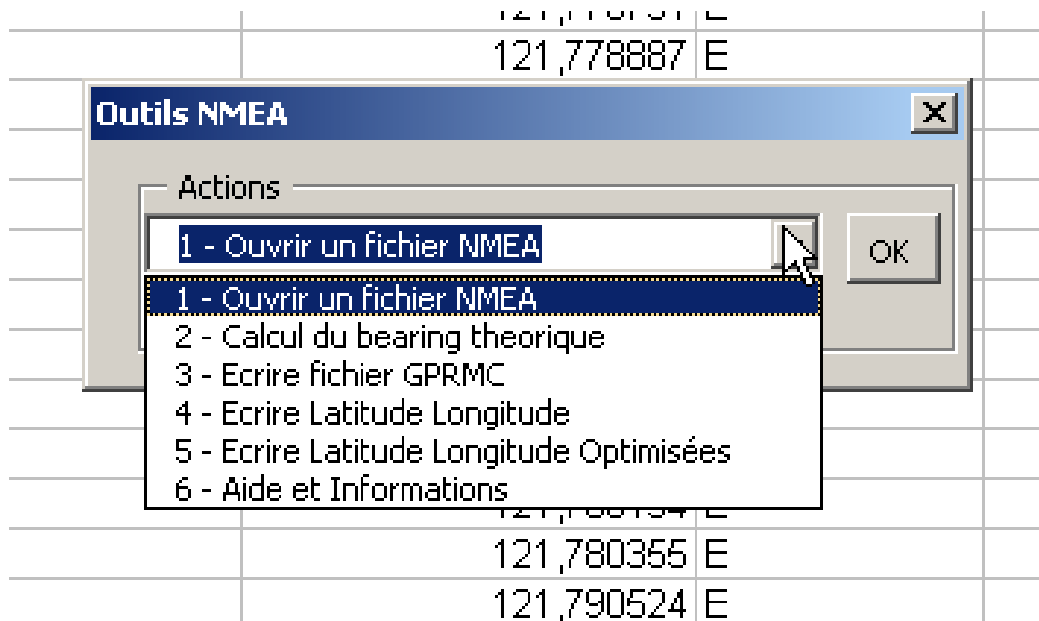 121,778887 E
Outils NMEA
Actions
1 - Ouvrir un fichier NMEA
OK
1 - Ouvrir un fichier NMEA
2 - Calcul du bearing theorique
3 - Ecrire fichier GPRMC
4 - Ecrire Latitude Longitude
5 - Ecrire Latitude Longitude Optimisées
6 - Aide et Informations
121,780355 E
121,790524 E